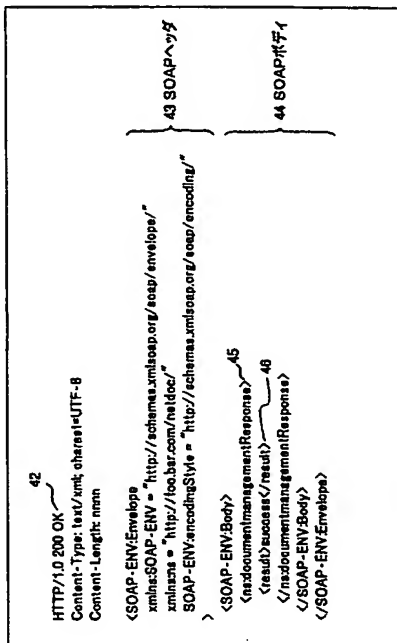 42
HTTP/1.0 200 OK
Content-Type: text/xml; charset=UTF-8
Content-Length: nnnn
<SOAP-ENV:Envelope
xmlns:SOAP-ENV = "http://schemas.xmlsoap.org/soap/envelope/"
xmlns:ns = "http://foo.bar.com/netdoc/"
SOAP-ENV:encodingStyle = "http://schemas.xmlsoap.org/soap/encoding/"
>
43 SOAPヘッダ
<SOAP-ENV:Body>
<ns:documentmanagementResponse> 45
<result>success</result> 46
</ns:documentmanagementResponse>
</SOAP-ENV:Body>
</SOAP-ENV:Envelope>
44 SOAPボディ